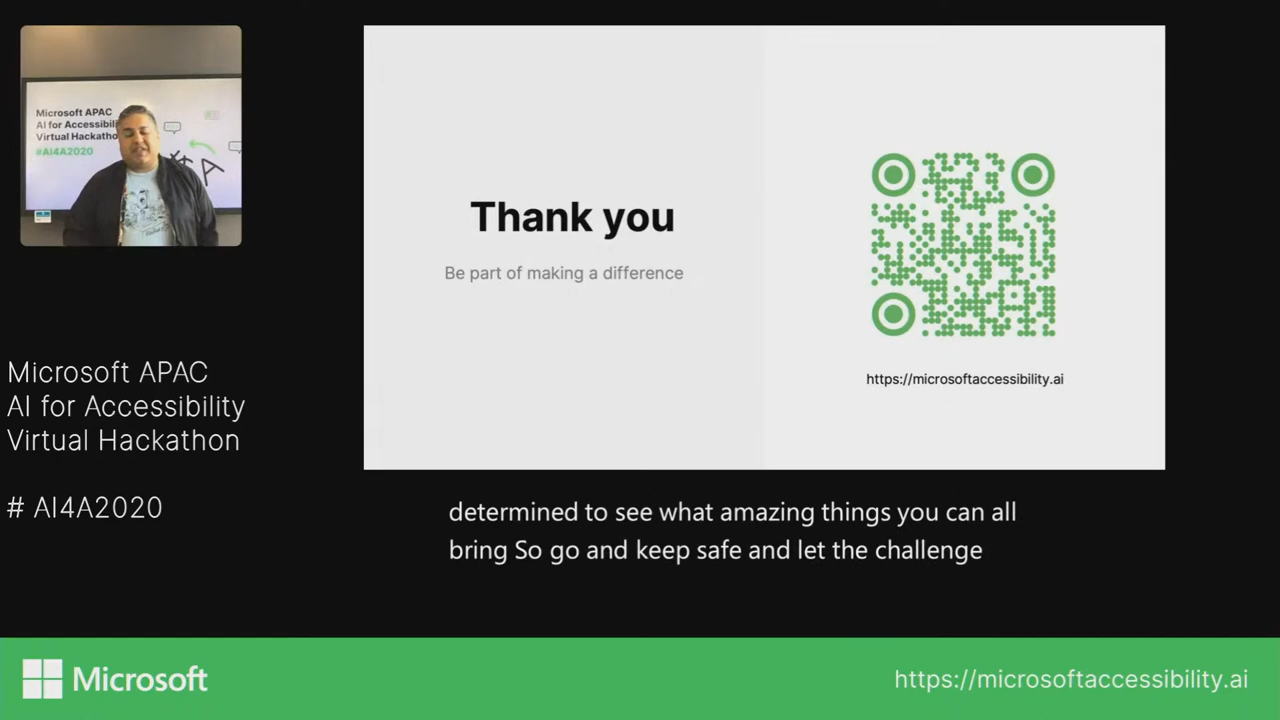 Microsoft APAC
AI for Accessibili
Virtual Hackatho
#AI4A2020
Thank you
Be part of making a difference
https://microsoftaccessibility.ai
Microsoft APAC
AI for Accessibility
Virtual Hackathon
# AI4A2020
determined to see what amazing things you can all
bring So go and keep safe and let the challenge
Microsoft
https://microsoftaccessibility.ai